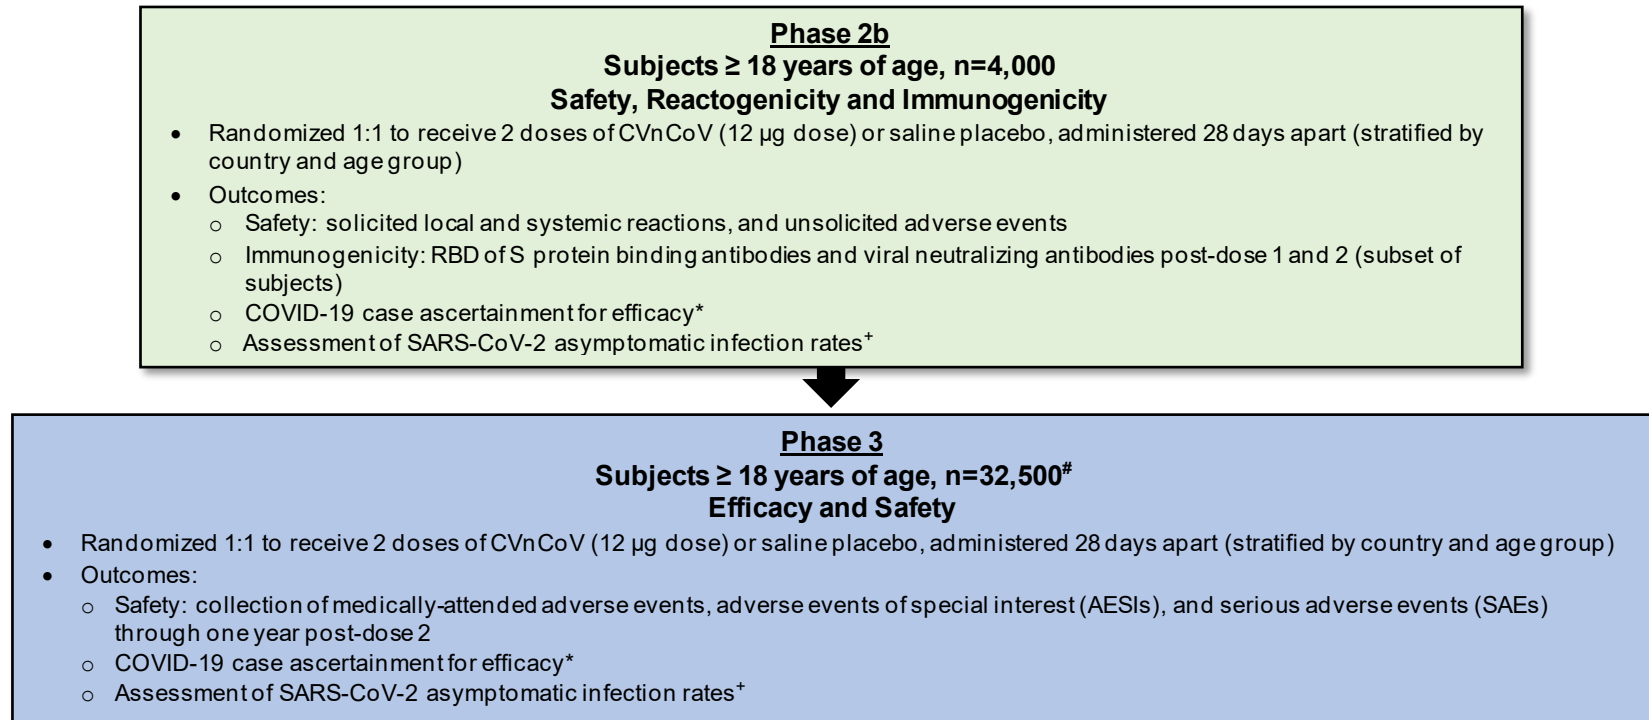 Phase 2b
Subjects ≥ 18 years of age, n=4,000
Safety, Reactogenicity and Immunogenicity
• Randomized 1:1 to receive 2 doses of CVnCoV (12 µg dose) or saline placebo, administered 28 days apart (stratified by
country and age group)
• Outcomes:
o Safety: solicited local and systemic reactions, and unsolicited adverse events
o Immunogenicity: RBD of S protein binding antibodies and viral neutralizing antibodies post-dose 1 and 2 (subset of
subjects)
o COVID-19 case ascertainment for efficacy*
o Assessment of SARS-CoV-2 asymptomatic infection rates+
Phase 3
Subjects ≥ 18 years of age, n=32,500#
Efficacy and Safety
• Randomized 1:1 to receive 2 doses of CVnCoV (12 µg dose) or saline placebo, administered 28 days apart (stratified by country and age group)
• Outcomes:
o Safety: collection of medically-attended adverse events, adverse events of special interest (AESIs), and serious adverse events (SAEs)
through one year post-dose 2
o COVID-19 case ascertainment for efficacy*
o Assessment of SARS-CoV-2 asymptomatic infection rates+